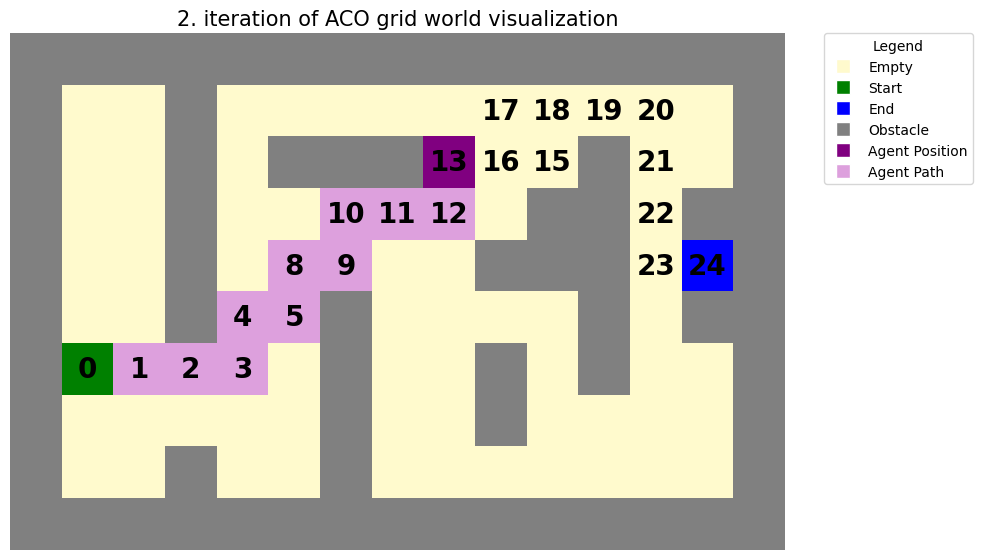 2. iteration of ACO grid world visualization
Legend
Empty
Start
End
Obstacle
Agent Position
Agent Path
17 18 19 20
13 16 15 21
10 11 12 22
8 9 23 24
4 5
0 1 2 3